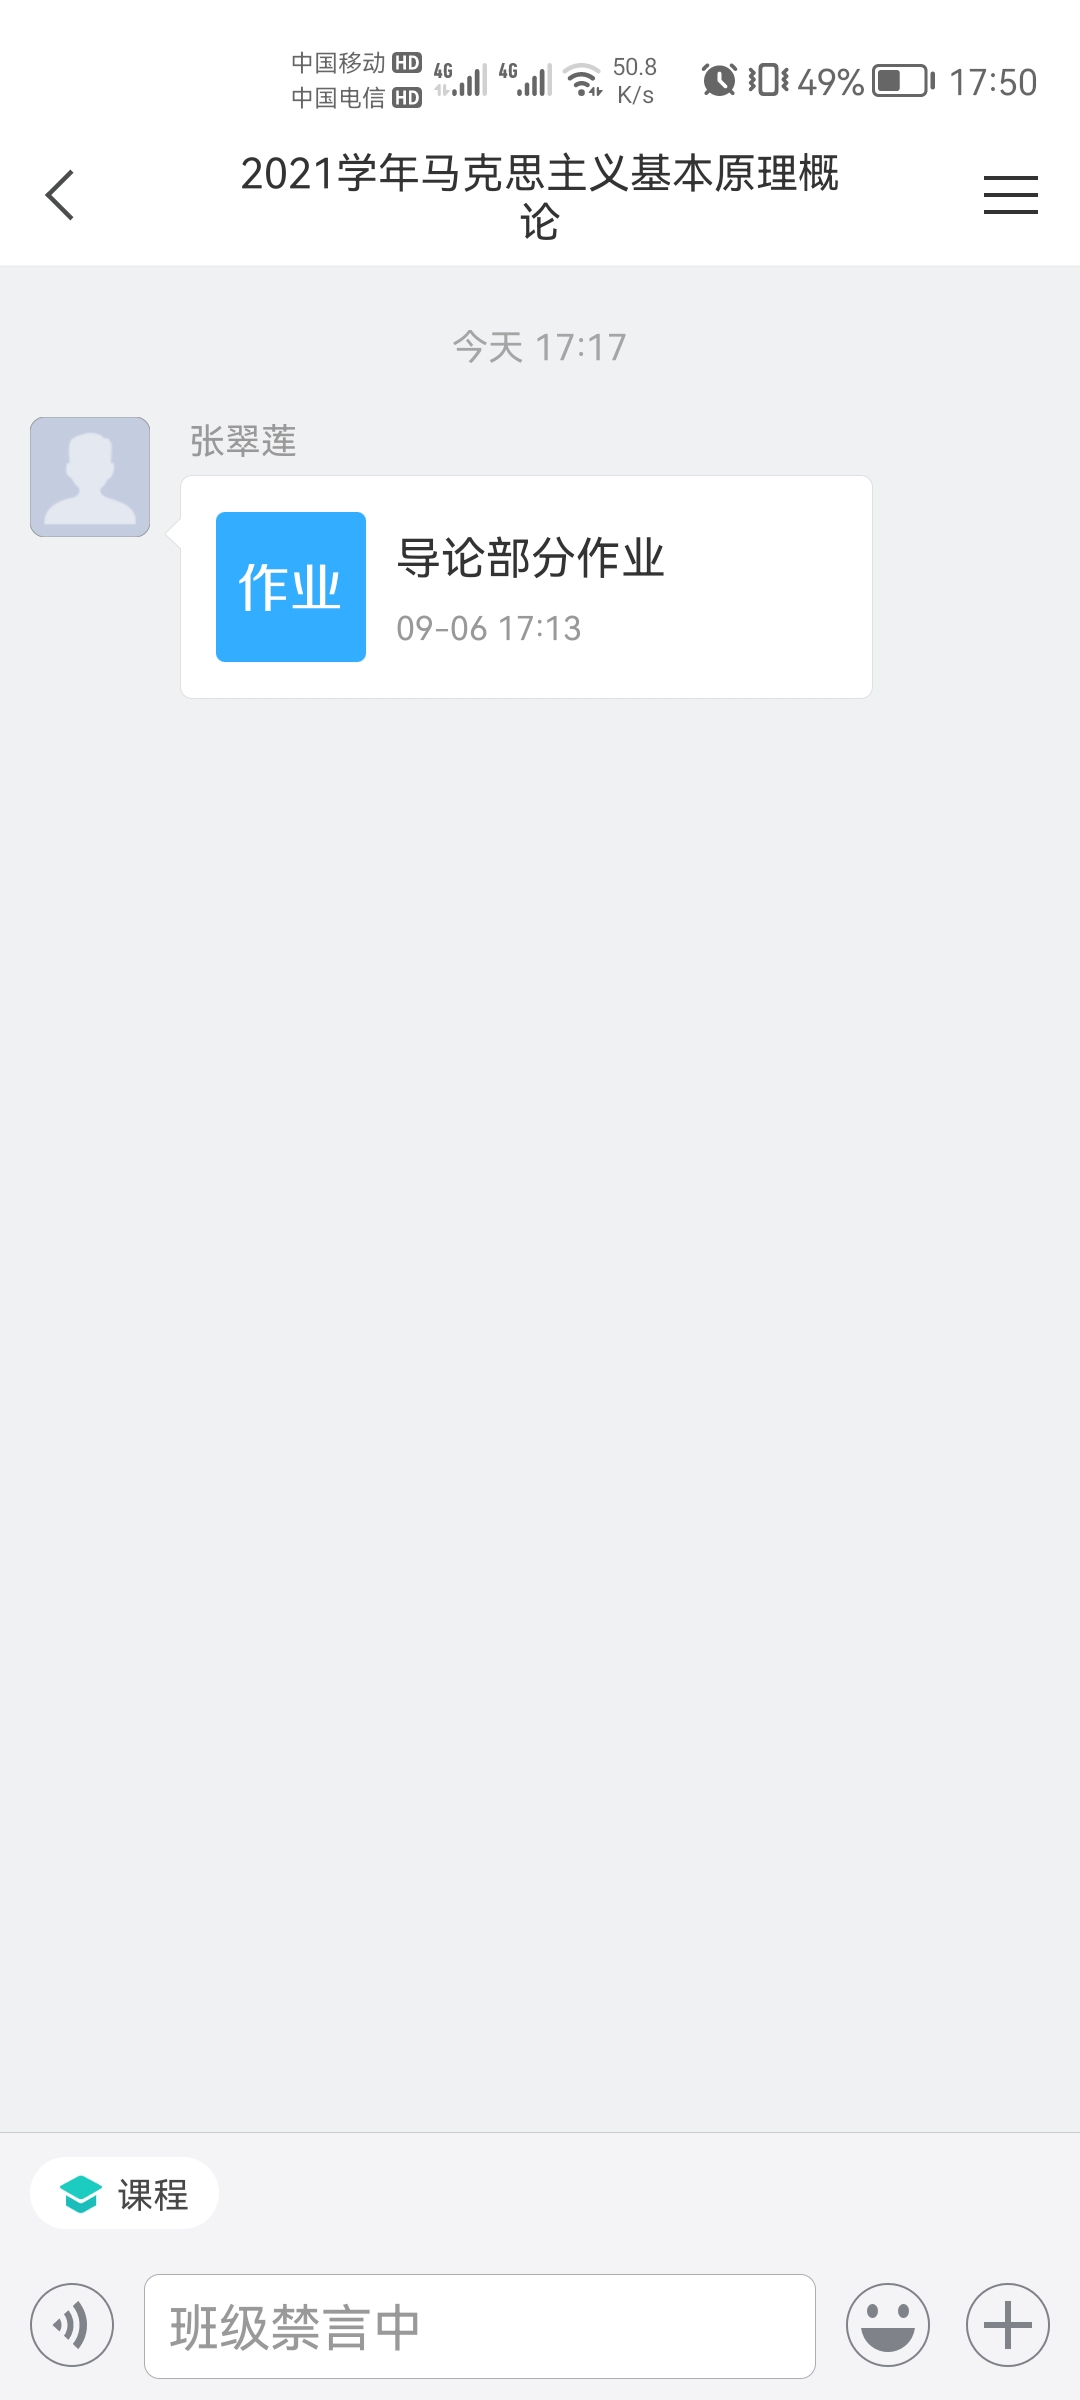 中国移动 HD
中国电信 HD
4G 4G
50.8
K/s
49% 17:50
2021学年马克思主义基本原理概
论
今天 17:17
张翠莲
作业
导论部分作业
09-06 17:13
课程
班级禁言中